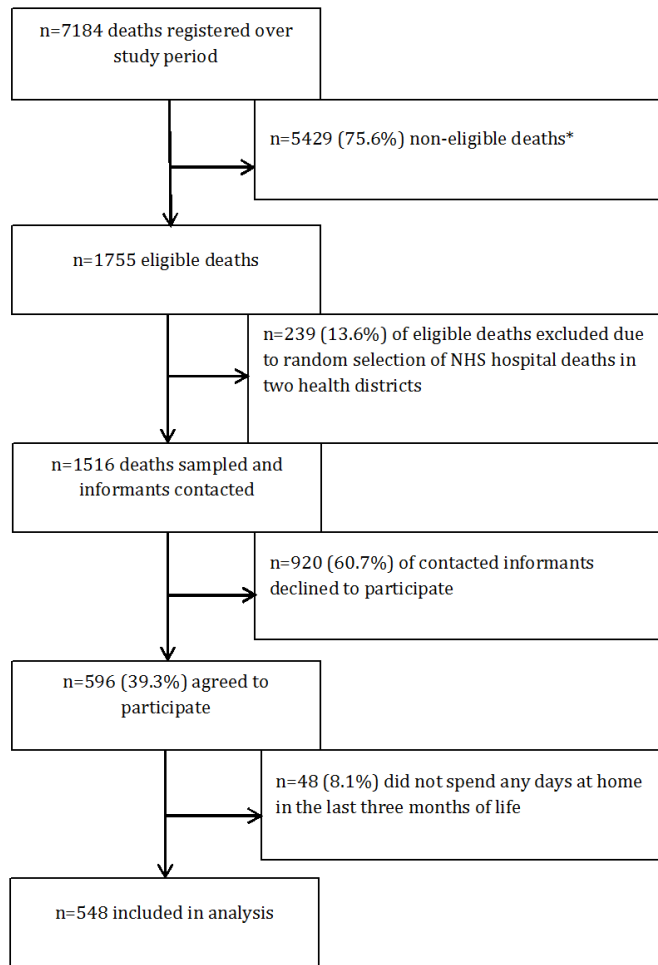 n=7184 deaths registered over
study period
n=5429 (75.6%) non-eligible deaths*
n=1755 eligible deaths
n=239 (13.6%) of eligible deaths excluded due
to random selection of NHS hospital deaths in
two health districts
n=1516 deaths sampled and
informants contacted
n=920 (60.7%) of contacted informants
declined to participate
n=596 (39.3%) agreed to
participate
n=48 (8.1%) did not spend any days at home
in the last three months of life
n=548 included in analysis